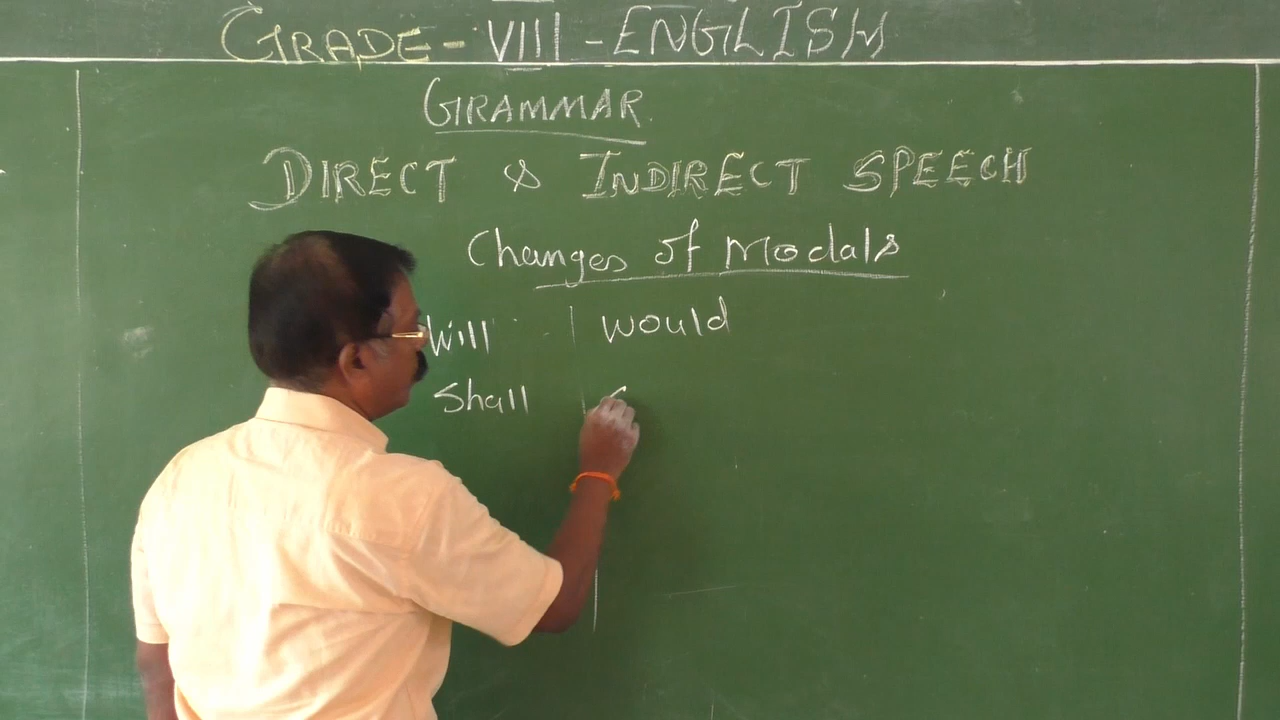 GRADE - VIII - ENGLISH
GRAMMAR
DIRECT & INDIRECT SPEECH
Changes of Modals
Will | would
Shall